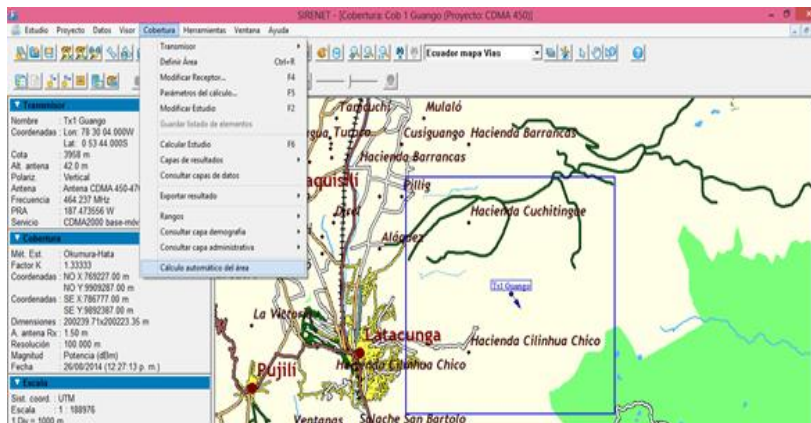 SIRENET - [Cobertura: Cob 1 Guango (Proyecto: CDMA 450)]
Estudio Proyecto Datos Visor Cobertura Herramientas Ventana Ayuda
Ecuador mapa Vias
Transmisor
Definir Área Ctrl+R
Modificar Receptor... F4
Parámetros del cálculo... F5
Modificar Estudio F2
Guardar listado de elementos
Calcular Estudio F6
Capas de resultados
Consultar capas de datos
Exportar resultado
Rangos
Consultar capa demografía
Consultar capa administrativa
Cálculo automático del área
Transmisor
Nombre : Tx1 Guango
Coordenadas : Lon: 78 30 04.000W
Lat: 0 53 44.000S
Cota : 3958 m
Alt. antena : 42.0 m
Polariz. : Vertical
Antena : Antena CDMA 450-47
Frecuencia : 464.237 MHz
PRA : 187.473556 W
Servicio : CDMA2000 base-móv
Cobertura
Mét. Est. : Okumura-Hata
Factor K : 1.33333
Coordenadas : NO X:769227.00 m
NO Y:9909287.00 m
Coordenadas : SE X:786777.00 m
SE Y:9892387.00 m
Dimensiones : 200239.71x200223.35 m
A. antena Rx : 1.50 m
Resolución : 100.000 m
Magnitud : Potencia (dBm)
Fecha : 26/08/2014 (12:27:13 p. m.)
Escala
Sist. coord. : UTM
Escala : 1 : 188976
1 Div = 1000 m
Mulaló
Cusiguango
Hacienda Barrancas
Hacienda Barrancas
Pillig
Hacienda Cuchitingue
Tx1 Guango
Latacunga
Hacienda Cilinhua Chico
Hacienda Cilinhua Chico
Pujilí
Ventanas
Salache San Bartolo